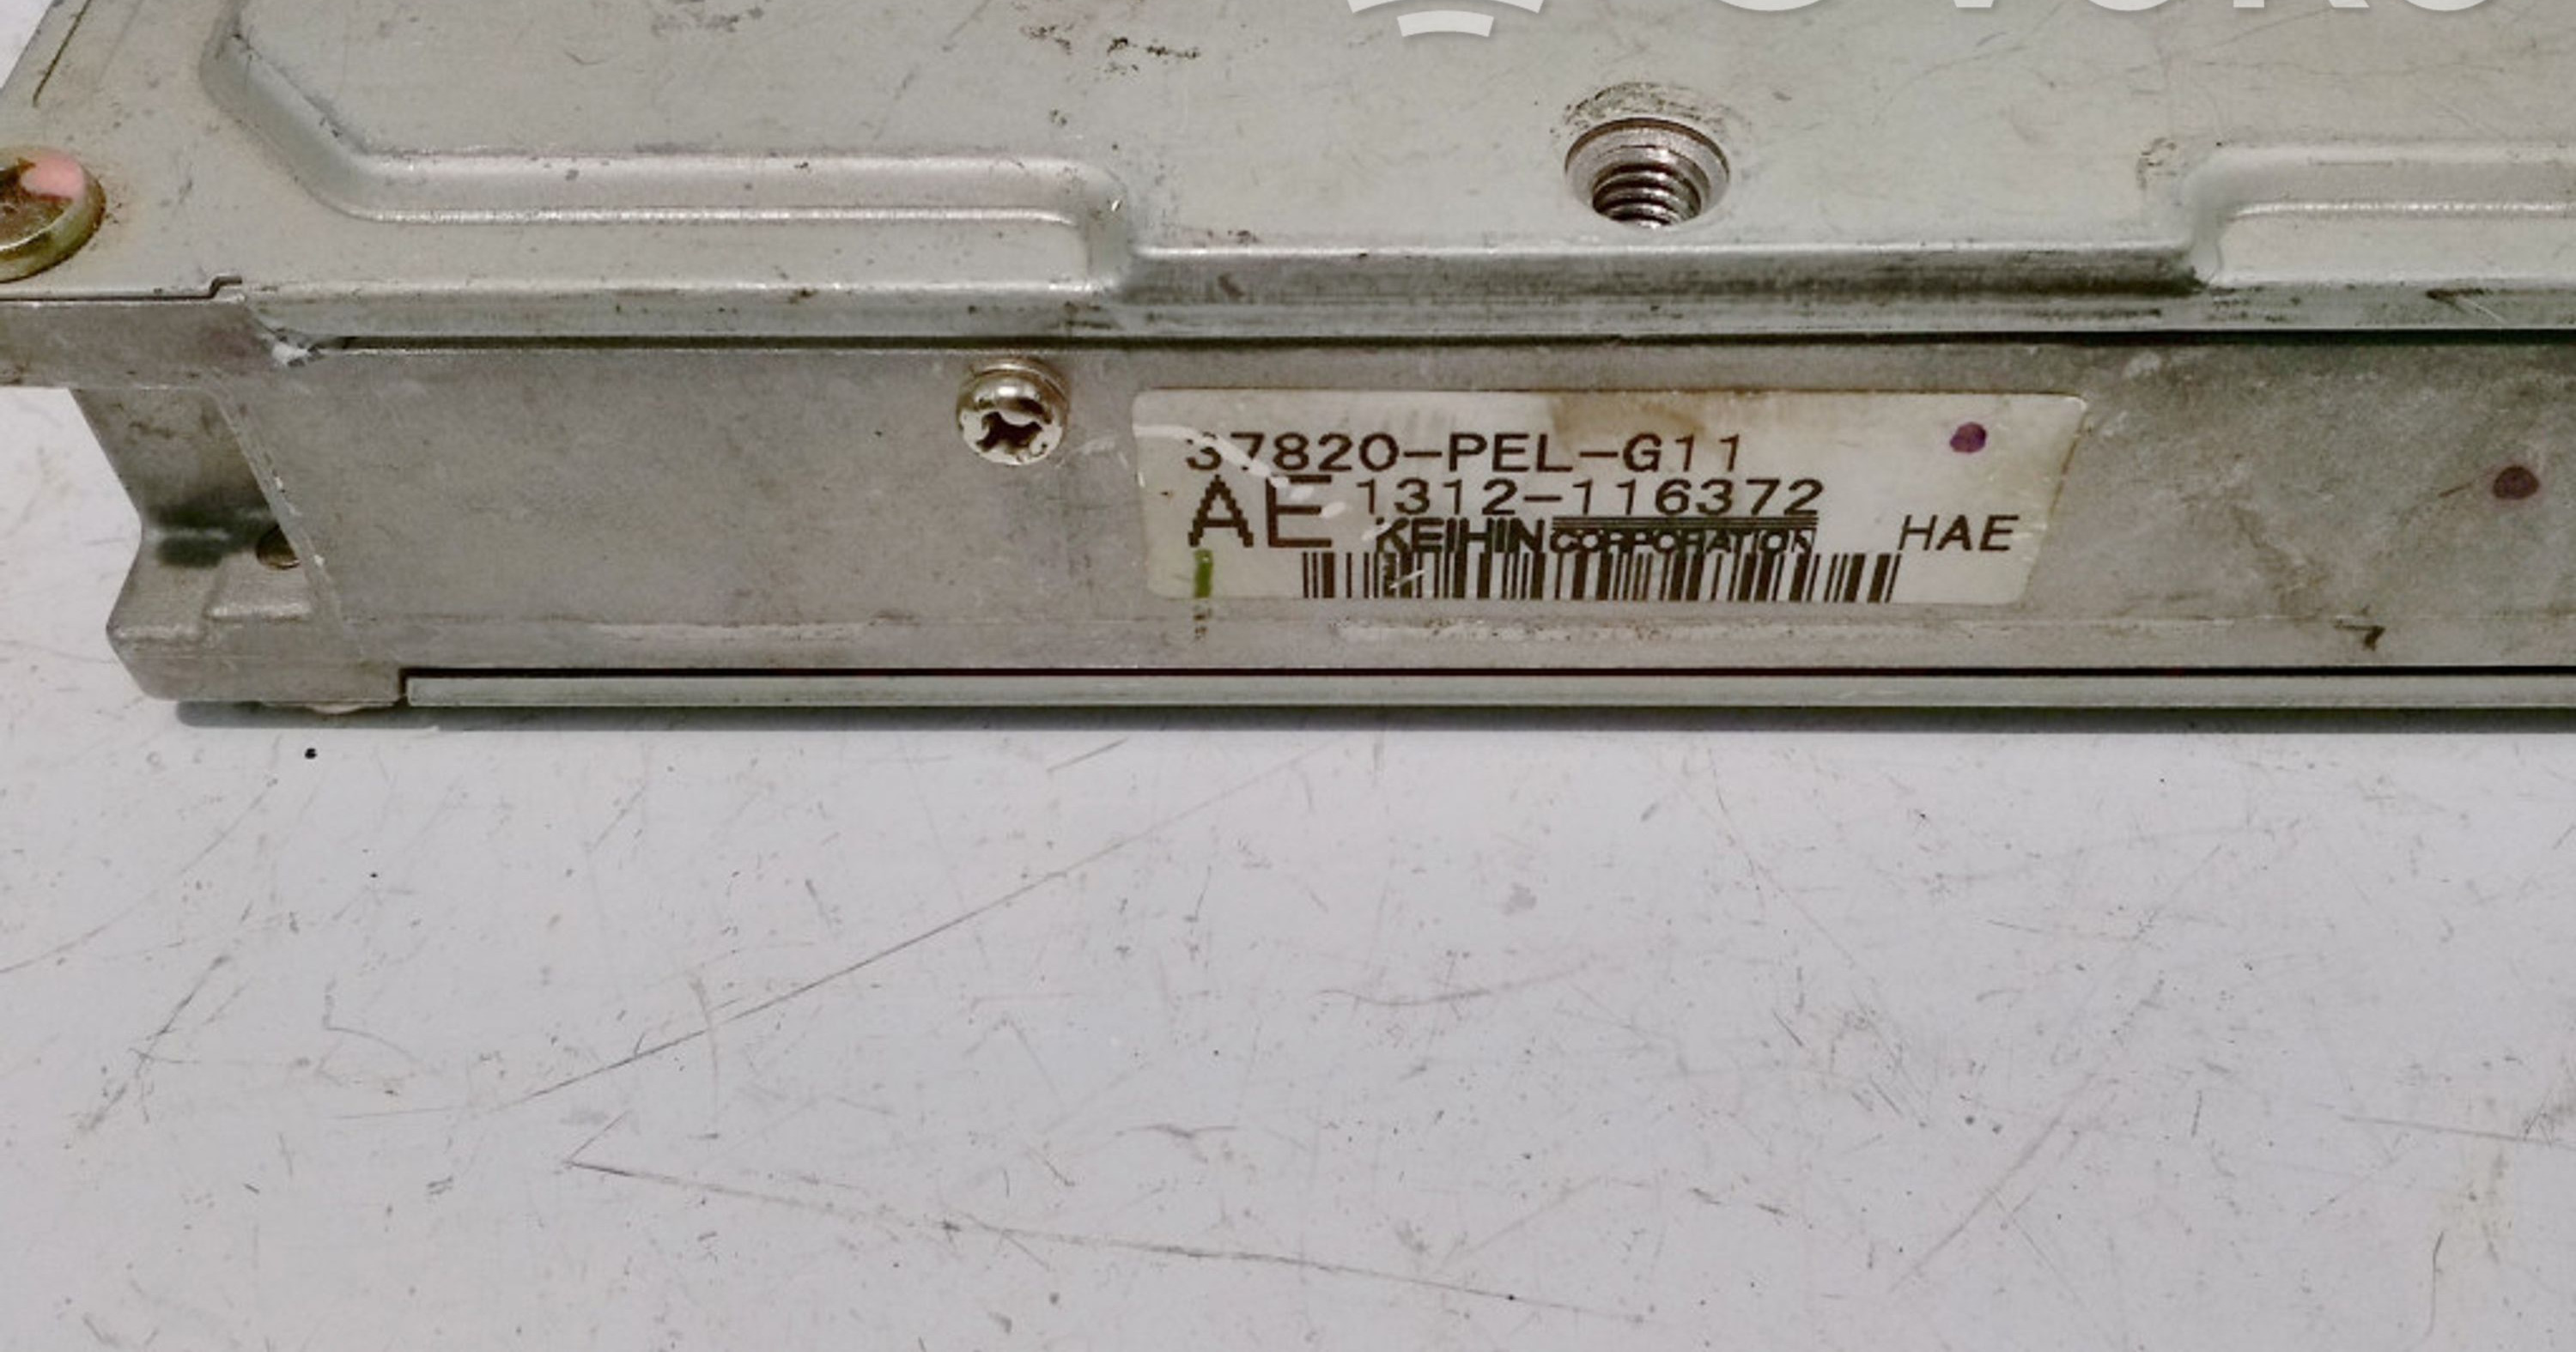 37820-PEL-G11
AE 1312-116372
KEIHIN CORPORATION HAE